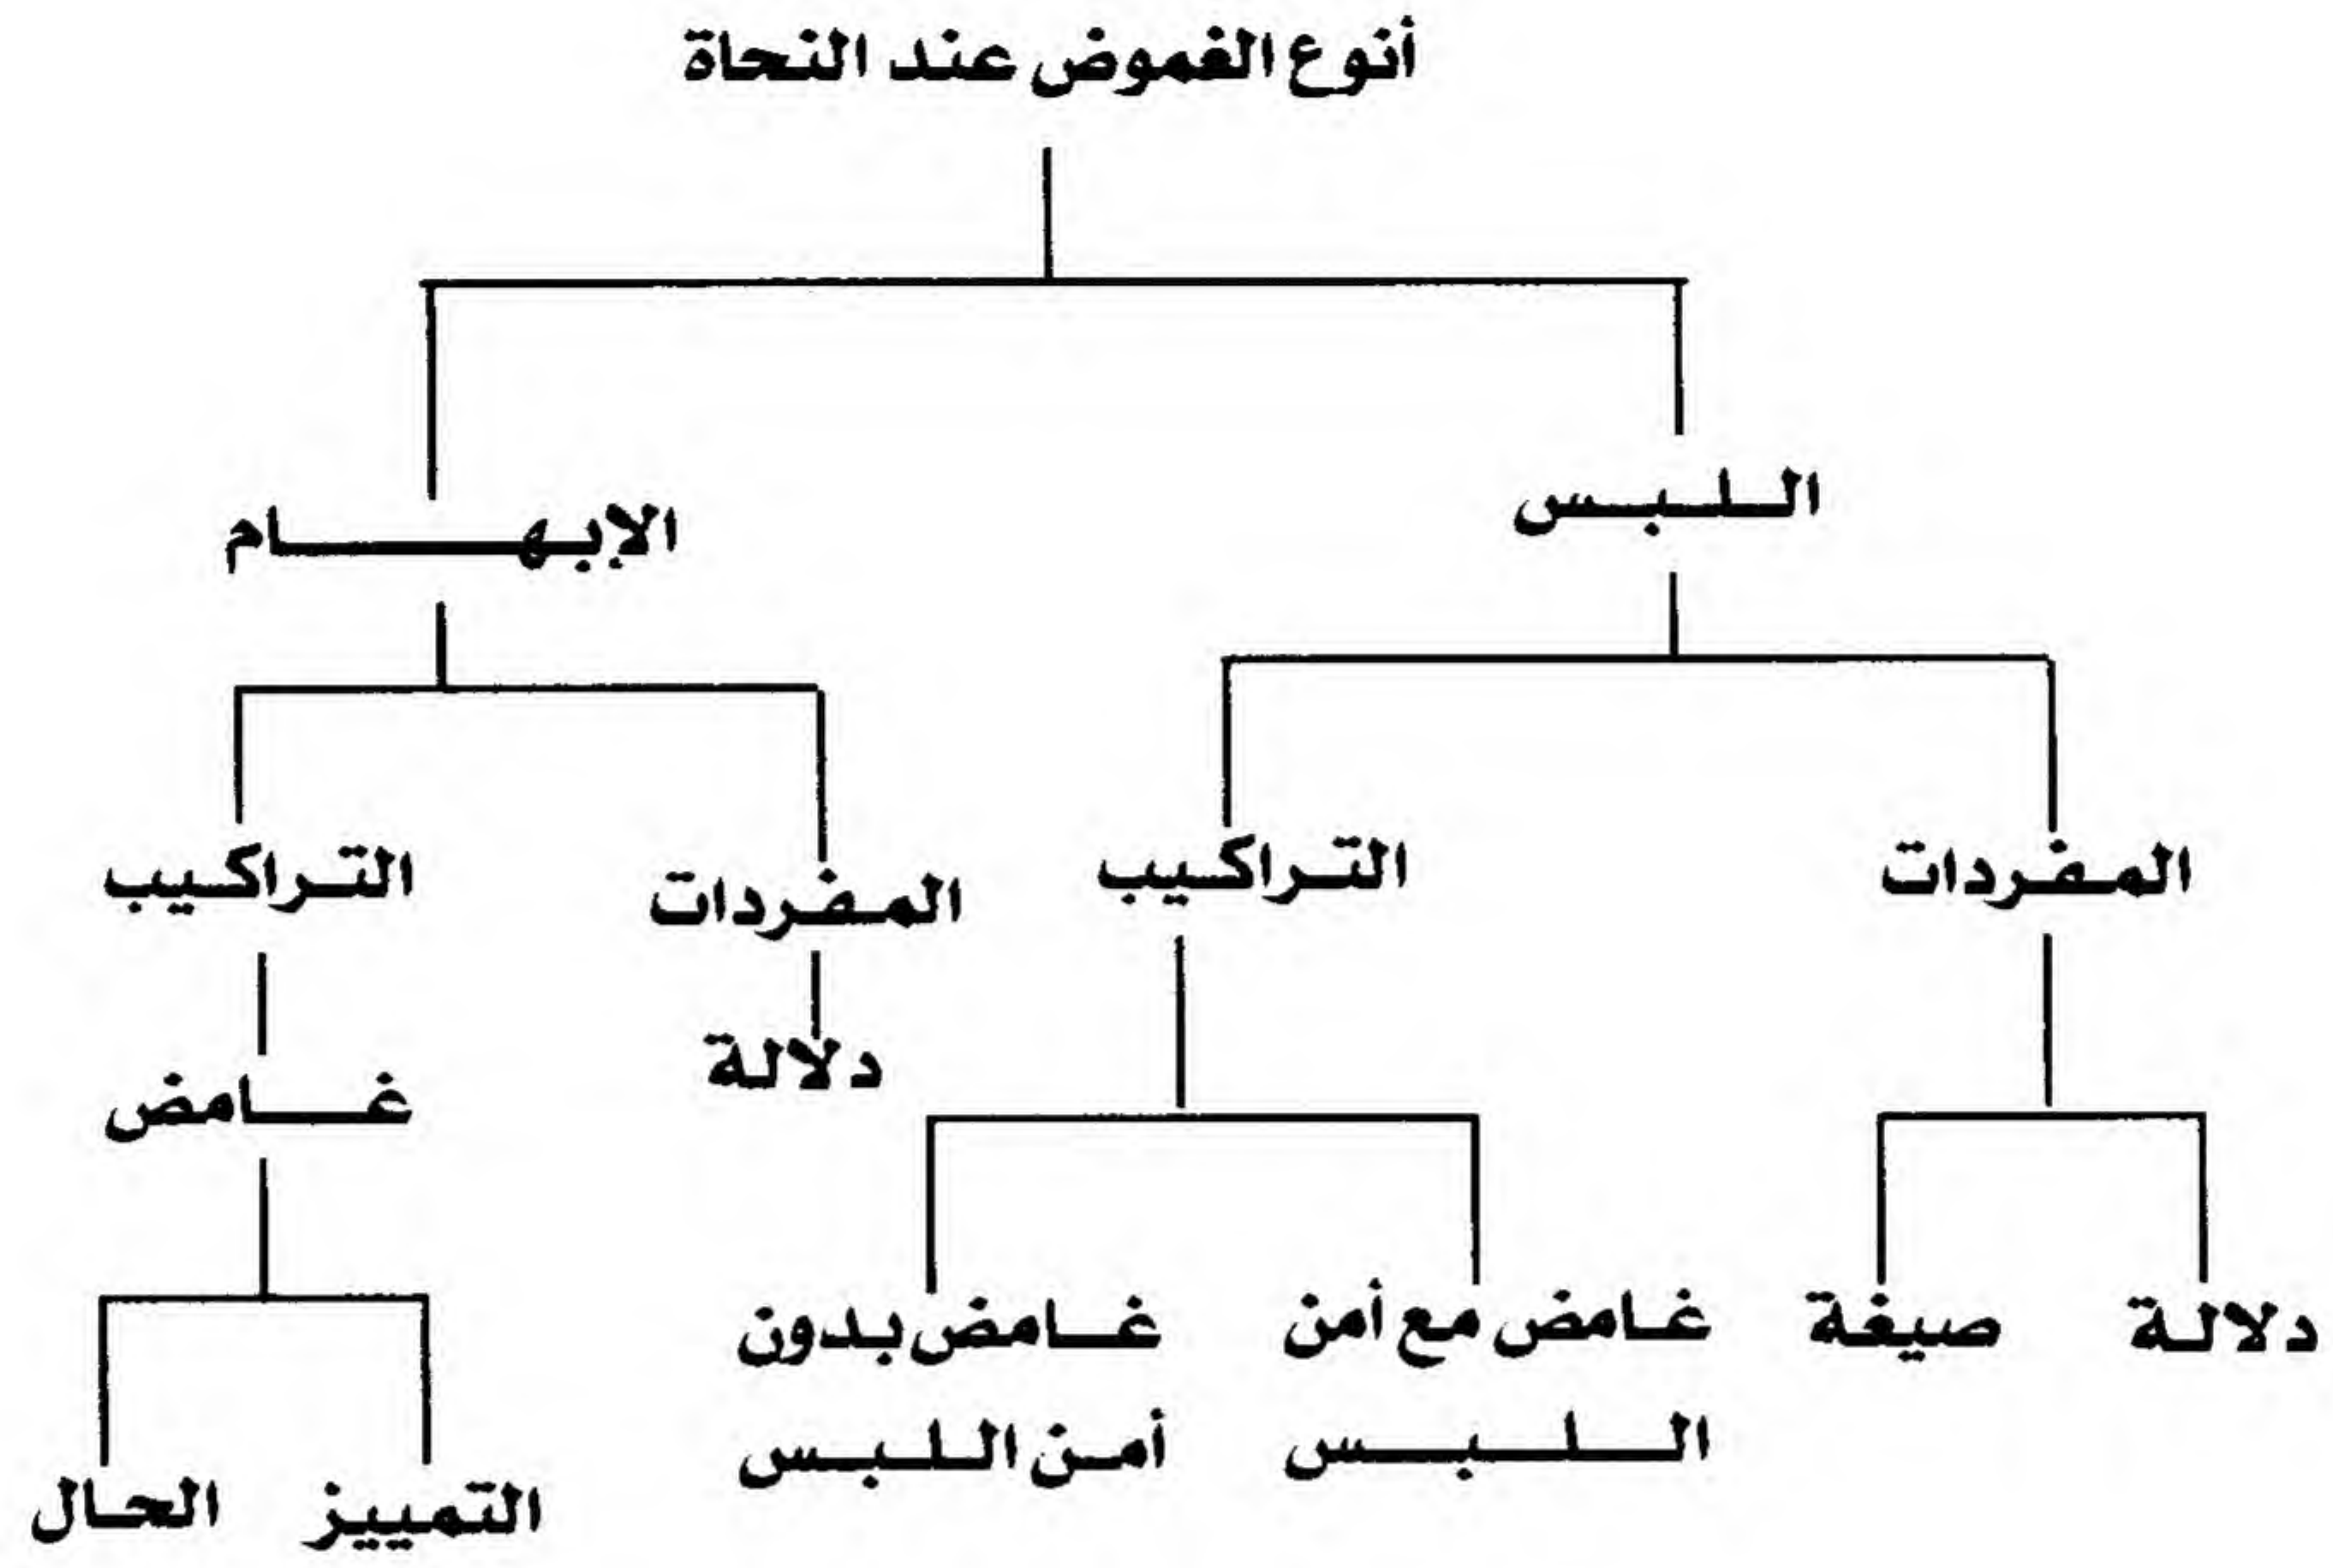 أنوع الغموض عند النحاة
اللبس
الإبهام
المفردات
التراكيب
المفردات
التراكيب
دلالة
غامض
دلالة
صيغة
غامض مع أمن
اللبس
غامض بدون
أمن اللبس
التمييز
الحال